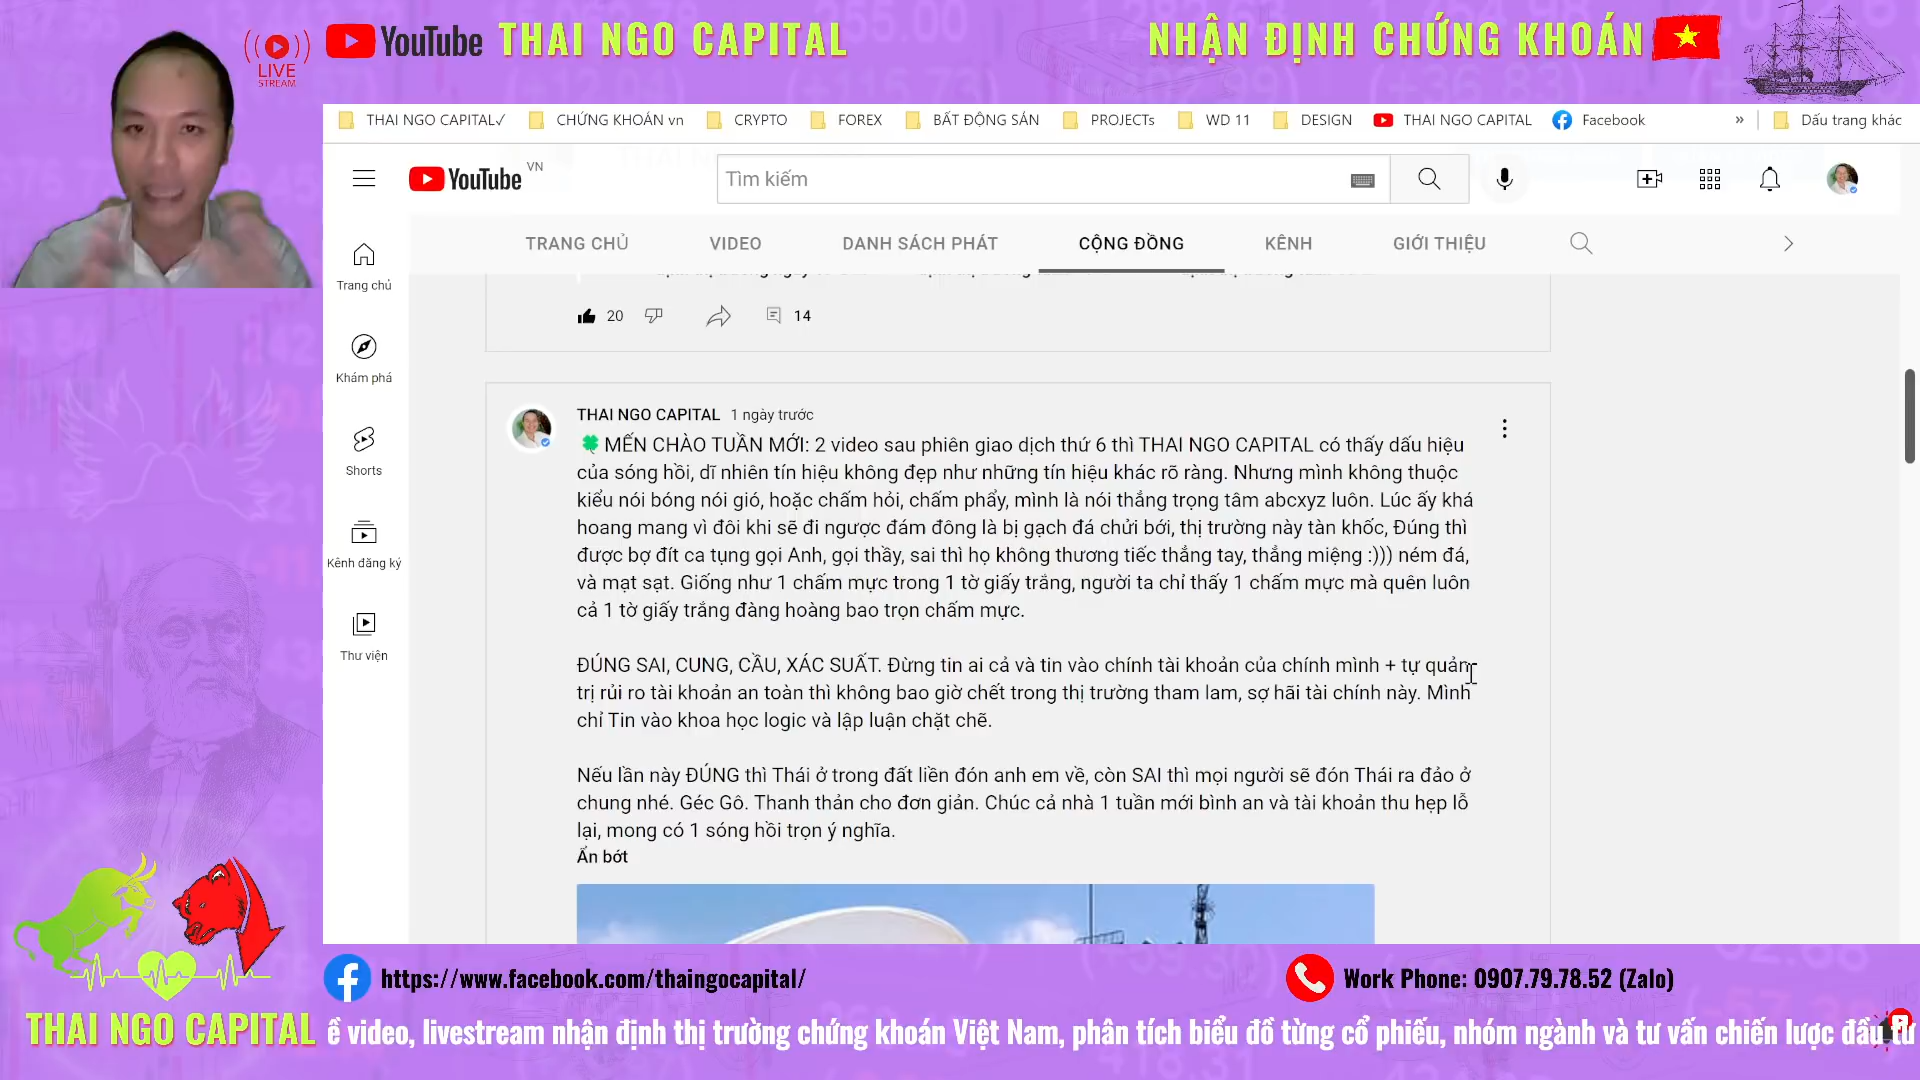 LIVE
STREAM
YouTube THAI NGO CAPITAL
NHẬN ĐỊNH CHỨNG KHOÁN
THAI NGO CAPITAL✓ CHỨNG KHOÁN vn CRYPTO FOREX BẤT ĐỘNG SẢN PROJECTs WD 11 DESIGN THAI NGO CAPITAL Facebook » Dấu trang khác
YouTube VN
Tìm kiếm
TRANG CHỦ VIDEO DANH SÁCH PHÁT CỘNG ĐỒNG KÊNH GIỚI THIỆU
Trang chủ
Khám phá
Shorts
Kênh đăng ký
Thư viện
20 14
THAI NGO CAPITAL 1 ngày trước
🍀 MẾN CHÀO TUẦN MỚI: 2 video sau phiên giao dịch thứ 6 thì THAI NGO CAPITAL có thấy dấu hiệu
của sóng hồi, dĩ nhiên tín hiệu không đẹp như những tín hiệu khác rõ ràng. Nhưng mình không thuộc
kiểu nói bóng nói gió, hoặc chấm hỏi, chấm phẩy, mình là nói thẳng trọng tâm abcxyz luôn. Lúc ấy khá
hoang mang vì đôi khi sẽ đi ngược đám đông là bị gạch đá chửi bới, thị trường này tàn khốc, Đúng thì
được bợ đít ca tụng gọi Anh, gọi thầy, sai thì họ không thương tiếc thẳng tay, thẳng miệng :))) ném đá,
và mạt sạt. Giống như 1 chấm mực trong 1 tờ giấy trắng, người ta chỉ thấy 1 chấm mực mà quên luôn
cả 1 tờ giấy trắng đàng hoàng bao trọn chấm mực.
ĐÚNG SAI, CUNG, CẦU, XÁC SUẤT. Đừng tin ai cả và tin vào chính tài khoản của chính mình + tự quản
trị rủi ro tài khoản an toàn thì không bao giờ chết trong thị trường tham lam, sợ hãi tài chính này. Mình
chỉ Tin vào khoa học logic và lập luận chặt chẽ.
Nếu lần này ĐÚNG thì Thái ở trong đất liền đón anh em về, còn SAI thì mọi người sẽ đón Thái ra đảo ở
chung nhé. Géc Gô. Thanh thản cho đơn giản. Chúc cả nhà 1 tuần mới bình an và tài khoản thu hẹp lỗ
lại, mong có 1 sóng hồi trọn ý nghĩa.
Ẩn bớt
https://www.facebook.com/thaingocapital/
Work Phone: 0907.79.78.52 (Zalo)
THAI NGO CAPITAL
ề video, livestream nhận định thị trường chứng khoán Việt Nam, phân tích biểu đồ từng cổ phiếu, nhóm ngành và tư vấn chiến lược đầu tư